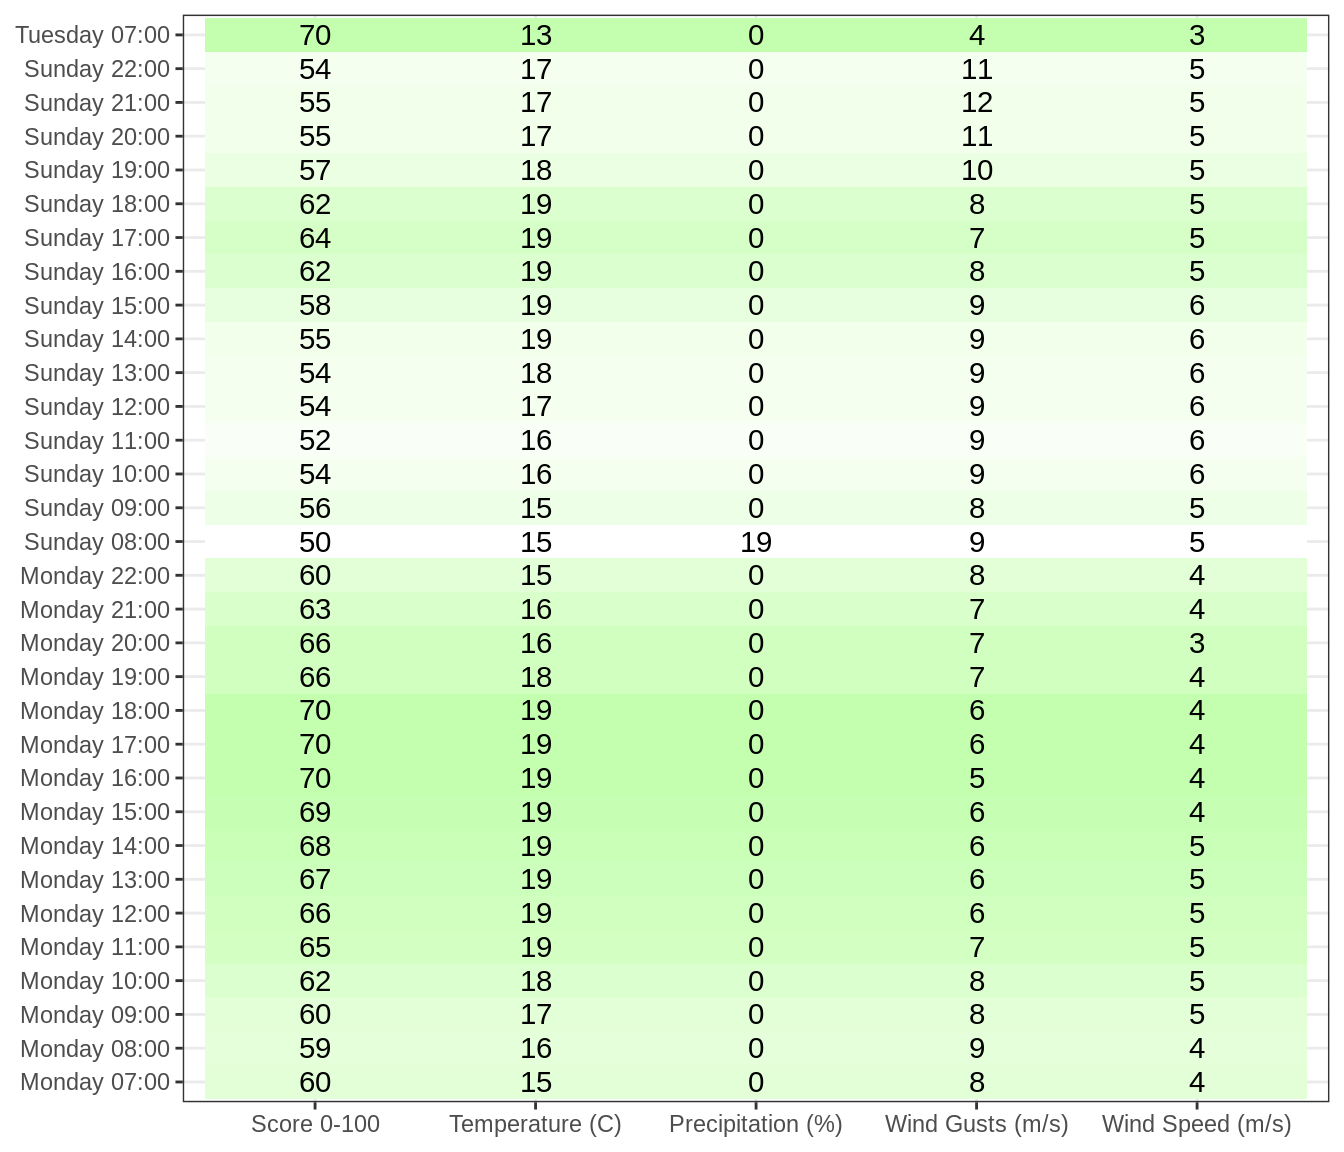 Tuesday 07:00 70 13 0 4 3
Sunday 22:00 54 17 0 11 5
Sunday 21:00 55 17 0 12 5
Sunday 20:00 55 17 0 11 5
Sunday 19:00 57 18 0 10 5
Sunday 18:00 62 19 0 8 5
Sunday 17:00 64 19 0 7 5
Sunday 16:00 62 19 0 8 5
Sunday 15:00 58 19 0 9 6
Sunday 14:00 55 19 0 9 6
Sunday 13:00 54 18 0 9 6
Sunday 12:00 54 17 0 9 6
Sunday 11:00 52 16 0 9 6
Sunday 10:00 54 16 0 9 6
Sunday 09:00 56 15 0 8 5
Sunday 08:00 50 15 19 9 5
Monday 22:00 60 15 0 8 4
Monday 21:00 63 16 0 7 4
Monday 20:00 66 16 0 7 3
Monday 19:00 66 18 0 7 4
Monday 18:00 70 19 0 6 4
Monday 17:00 70 19 0 6 4
Monday 16:00 70 19 0 5 4
Monday 15:00 69 19 0 6 4
Monday 14:00 68 19 0 6 5
Monday 13:00 67 19 0 6 5
Monday 12:00 66 19 0 6 5
Monday 11:00 65 19 0 7 5
Monday 10:00 62 18 0 8 5
Monday 09:00 60 17 0 8 5
Monday 08:00 59 16 0 9 4
Monday 07:00 60 15 0 8 4
Score 0-100 Temperature (C) Precipitation (%) Wind Gusts (m/s) Wind Speed (m/s)